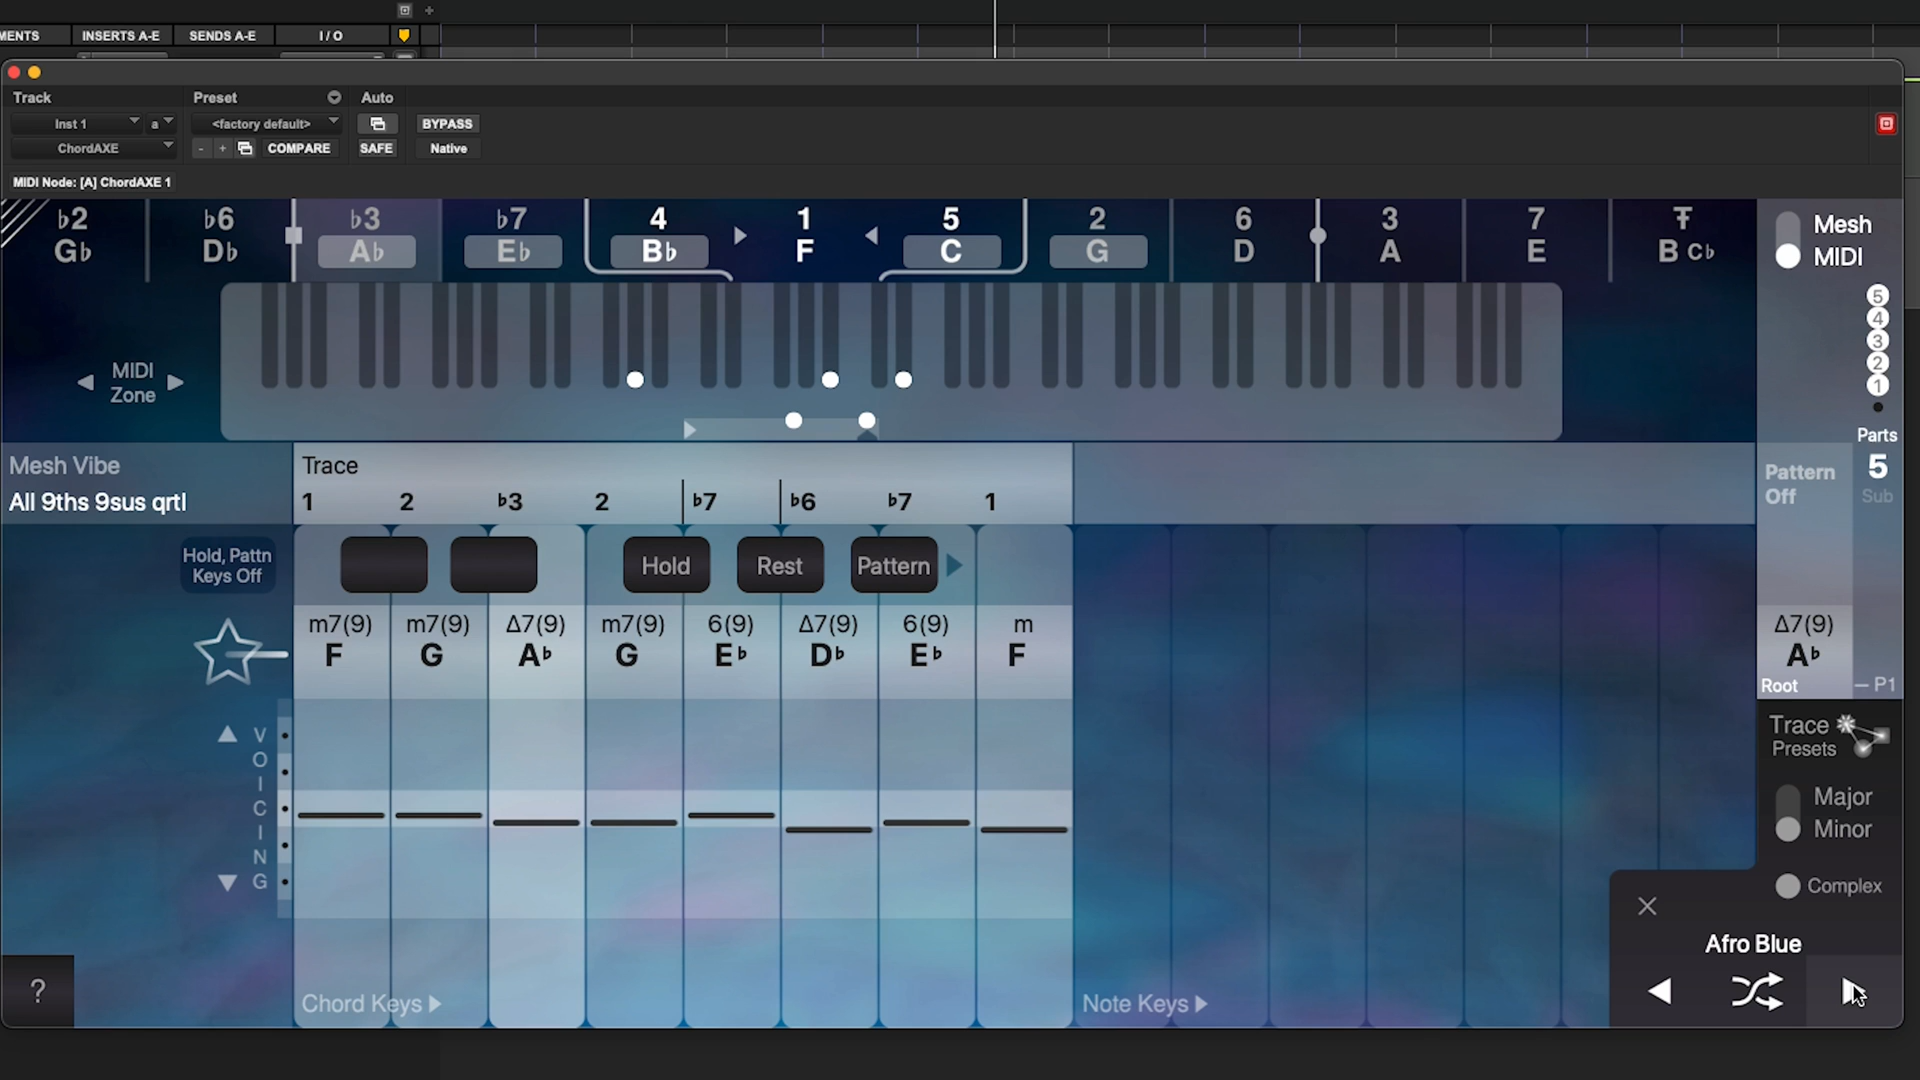 MENTS INSERTS A-E SENDS A-E I / O
Track Preset Auto
Inst 1 a <factory default> BYPASS
ChordAXE - + COMPARE SAFE Native
MIDI Node: [A] ChordAXE 1
♭2 ♭6 ♭3 ♭7 4 1 5 2 6 3 7 Ŧ
G♭ D♭ A♭ E♭ B♭ F C G D A E B C♭
Mesh
MIDI
5
4
3
2
1
MIDI
Zone
Parts
5
Sub
Pattern
Off
Mesh Vibe
All 9ths 9sus qrtl
Trace
1 2 ♭3 2 ♭7 ♭6 ♭7 1
Hold, Pattn
Keys Off
Hold Rest Pattern
m7(9) m7(9) Δ7(9) m7(9) 6(9) Δ7(9) 6(9) m
F G A♭ G E♭ D♭ E♭ F
Δ7(9)
A♭
Root – P1
V
O
I
C
I
N
G
Trace
Presets
Major
Minor
Complex
Afro Blue
Chord Keys Note Keys
?